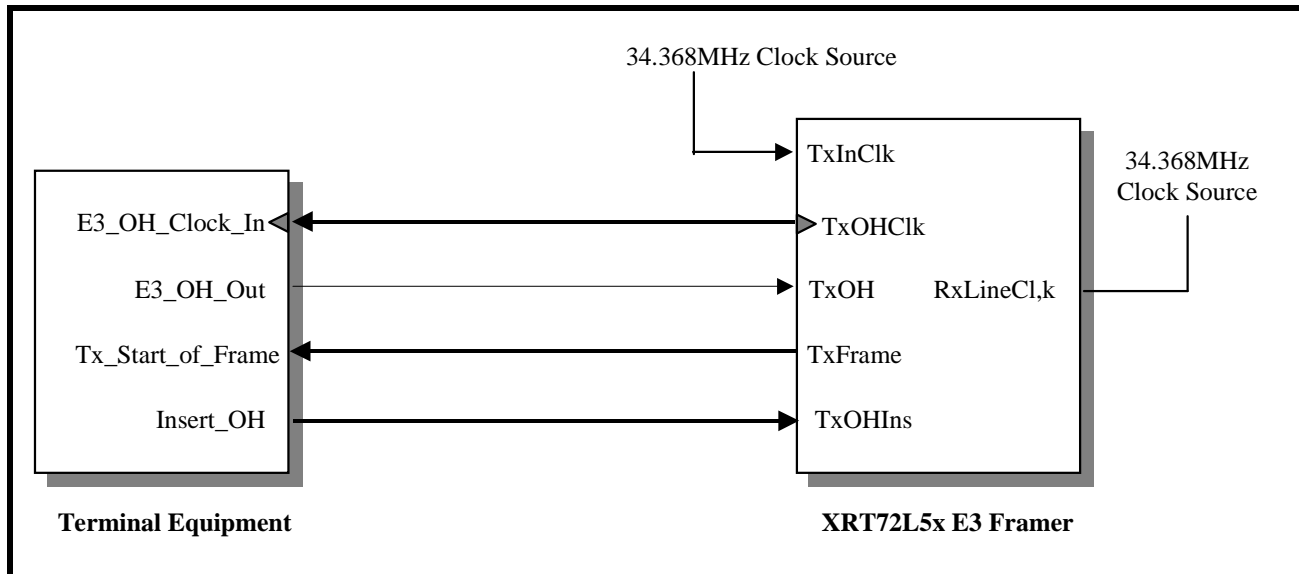 34.368MHz Clock Source
TxInClk
34.368MHz
Clock Source
E3_OH_Clock_In
TxOHClk
E3_OH_Out
TxOH
RxLineCl,k
Tx_Start_of_Frame
TxFrame
Insert_OH
TxOHIns
Terminal Equipment
XRT72L5x E3 Framer